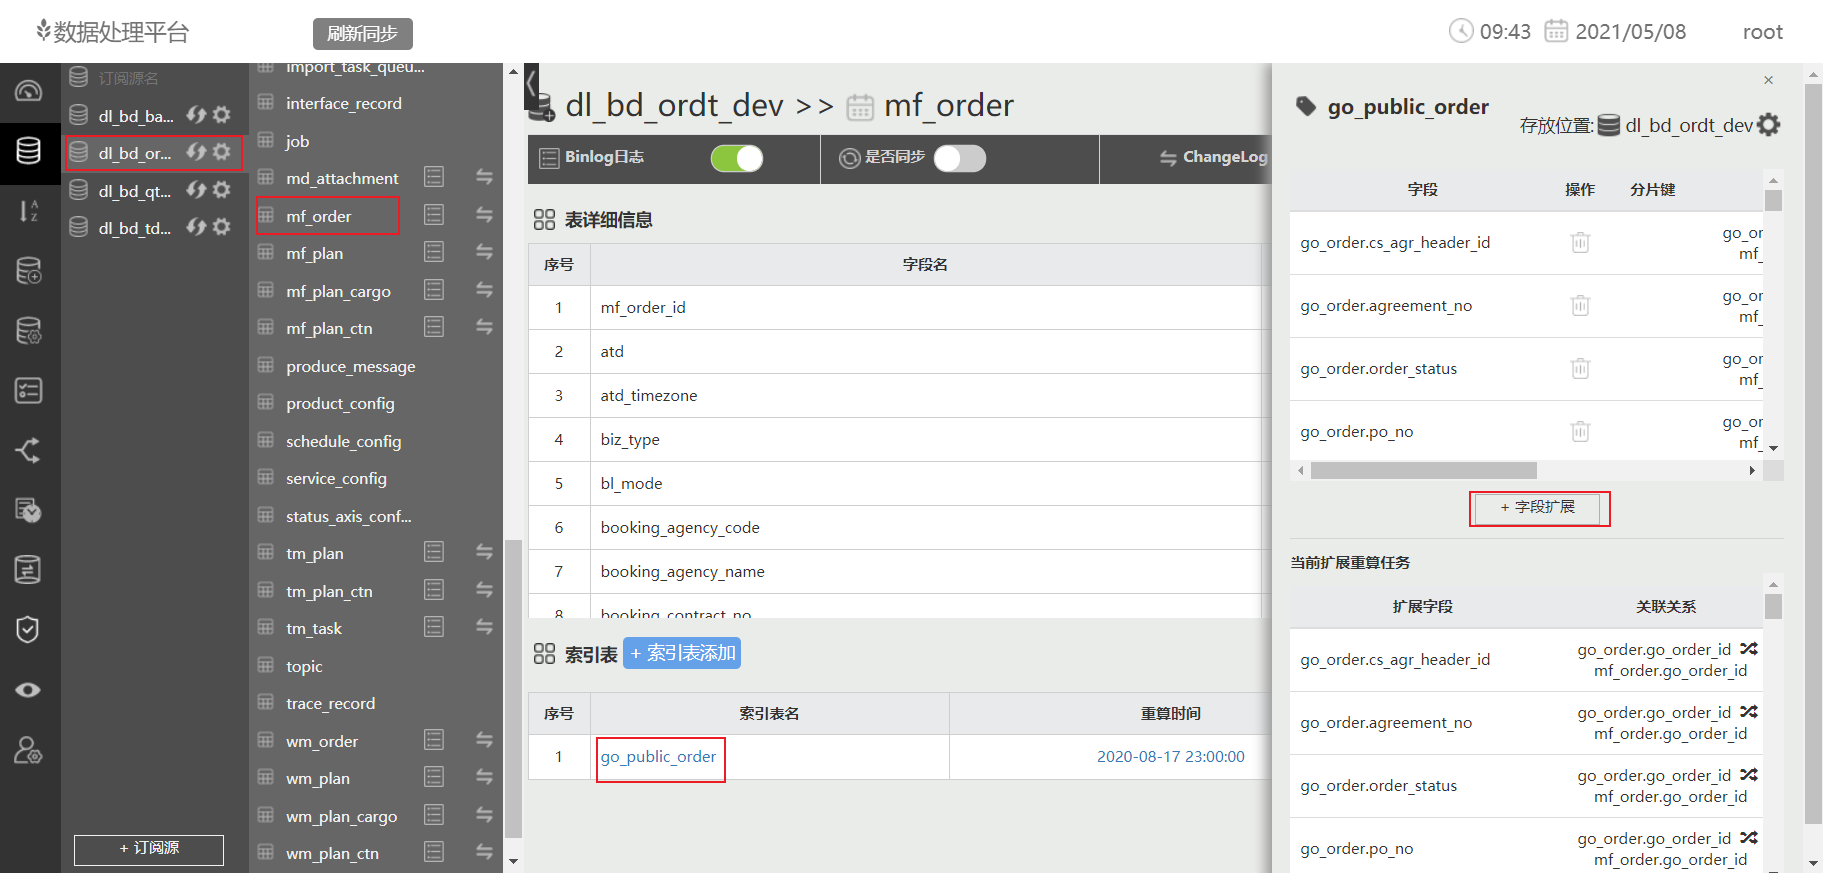 数据处理平台
刷新同步
09:43
2021/05/08
root
订阅源名
dl_bd_ba...
dl_bd_or...
dl_bd_qt...
dl_bd_td...
+ 订阅源
import_task_queu...
interface_record
job
md_attachment
mf_order
mf_plan
mf_plan_cargo
mf_plan_ctn
produce_message
product_config
schedule_config
service_config
status_axis_conf...
tm_plan
tm_plan_ctn
tm_task
topic
trace_record
wm_order
wm_plan
wm_plan_cargo
wm_plan_ctn
dl_bd_ordt_dev >> mf_order
Binlog日志
是否同步
ChangeLog
表详细信息
序号 字段名
1 mf_order_id
2 atd
3 atd_timezone
4 biz_type
5 bl_mode
6 booking_agency_code
7 booking_agency_name
8 booking_contract_no
索引表
+ 索引表添加
序号 索引表名 重算时间
1 go_public_order 2020-08-17 23:00:00
×
go_public_order
存放位置: dl_bd_ordt_dev
字段 操作 分片键
go_order.cs_agr_header_id
go_or
mf_
go_order.agreement_no
go_or
mf_
go_order.order_status
go_or
mf_
go_order.po_no
go_or
mf_
+ 字段扩展
当前扩展重算任务
扩展字段 关联关系
go_order.cs_agr_header_id
go_order.go_order_id
mf_order.go_order_id
go_order.agreement_no
go_order.go_order_id
mf_order.go_order_id
go_order.order_status
go_order.go_order_id
mf_order.go_order_id
go_order.po_no
go_order.go_order_id
mf_order.go_order_id